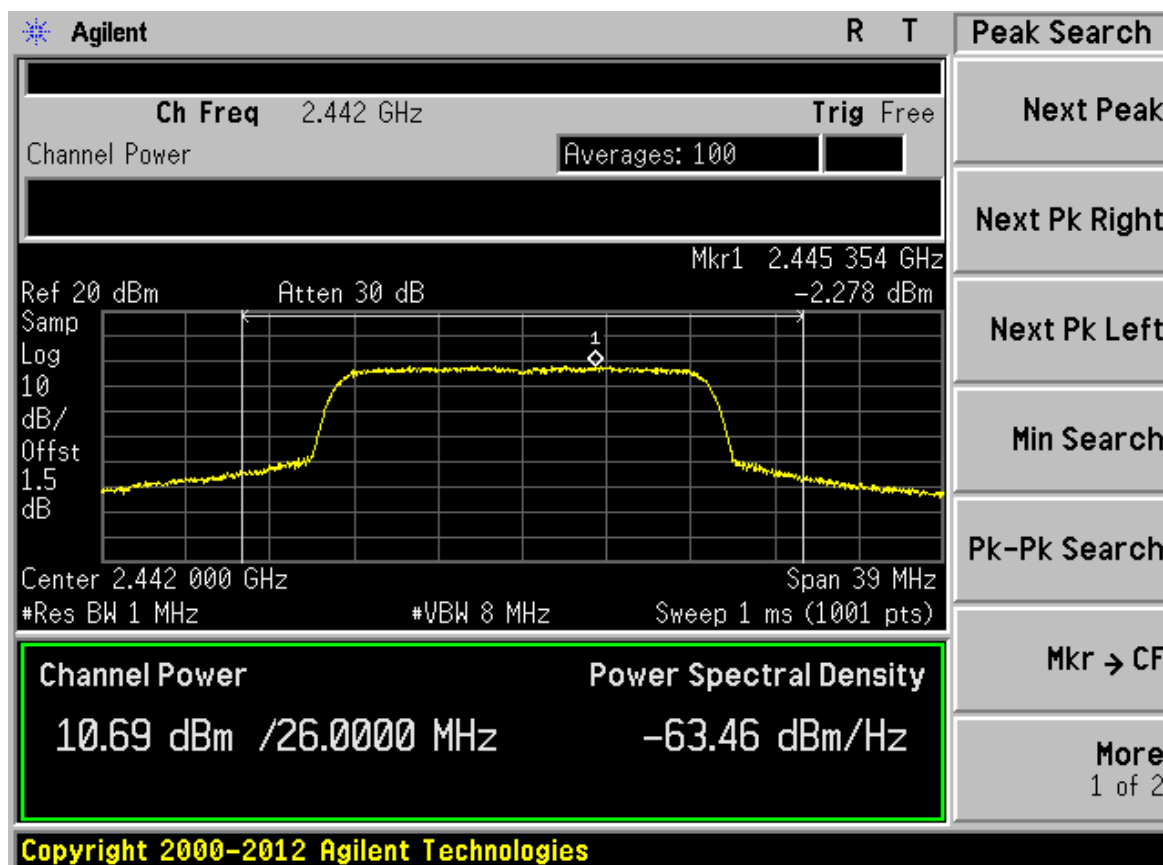 Agilent R T Peak Search
Ch Freq 2.442 GHz Trig Free
Channel Power Averages: 100
Mkr1 2.445 354 GHz
Ref 20 dBm Atten 30 dB -2.278 dBm
Samp
Log
10
dB/
Offst
1.5
dB
1
Center 2.442 000 GHz Span 39 MHz
#Res BW 1 MHz #VBW 8 MHz Sweep 1 ms (1001 pts)
Channel Power Power Spectral Density
10.69 dBm /26.0000 MHz -63.46 dBm/Hz
Next Peak
Next Pk Right
Next Pk Left
Min Search
Pk-Pk Search
Mkr → CF
More
1 of 2
Copyright 2000-2012 Agilent Technologies